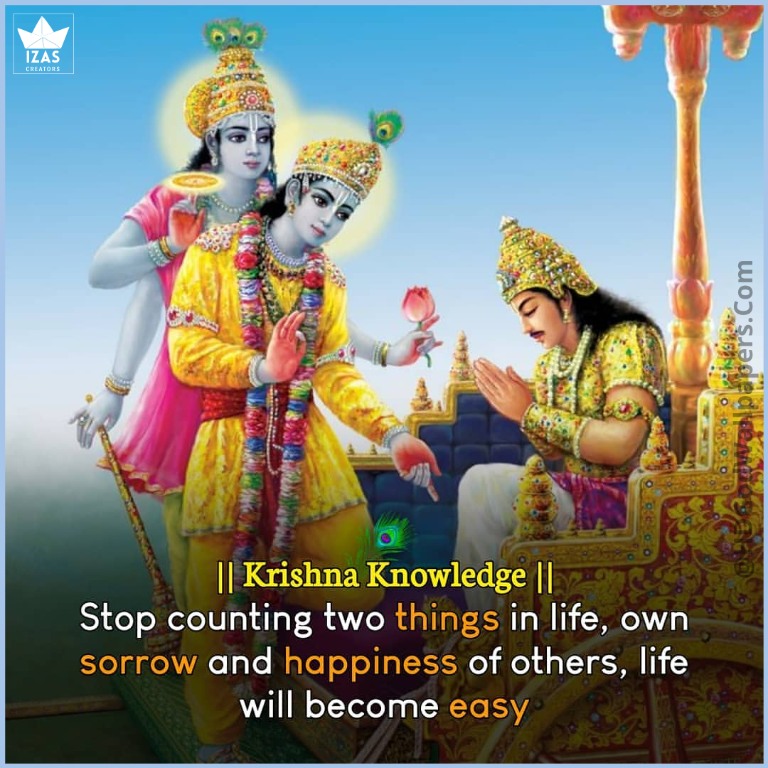 IZAS
CREATORS
|| Krishna Knowledge ||
Stop counting two things in life, own
sorrow and happiness of others, life
will become easy